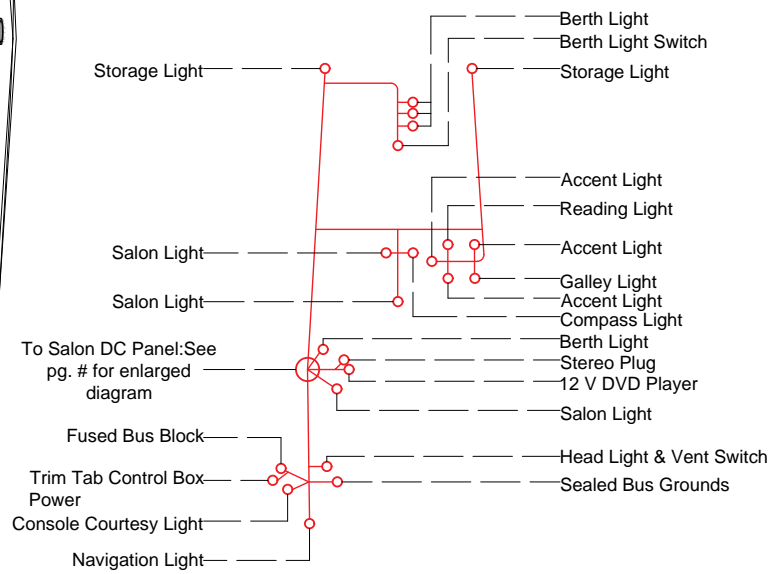 Berth Light
Berth Light Switch
Storage Light
Storage Light
Accent Light
Reading Light
Salon Light
Accent Light
Galley Light
Salon Light
Accent Light
Compass Light
To Salon DC Panel:See
pg. # for enlarged
diagram
Berth Light
Stereo Plug
12 V DVD Player
Salon Light
Fused Bus Block
Head Light & Vent Switch
Trim Tab Control Box
Power
Sealed Bus Grounds
Console Courtesy Light
Navigation Light